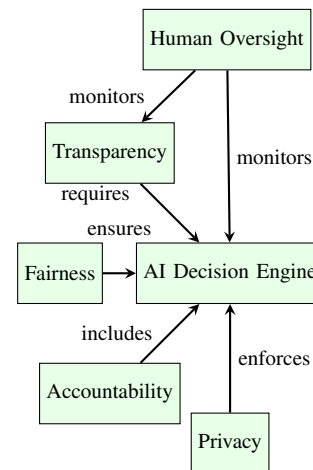 Human Oversight
monitors
Transparency
monitors
requires
ensures
Fairness
AI Decision Engine
includes
enforces
Accountability
Privacy